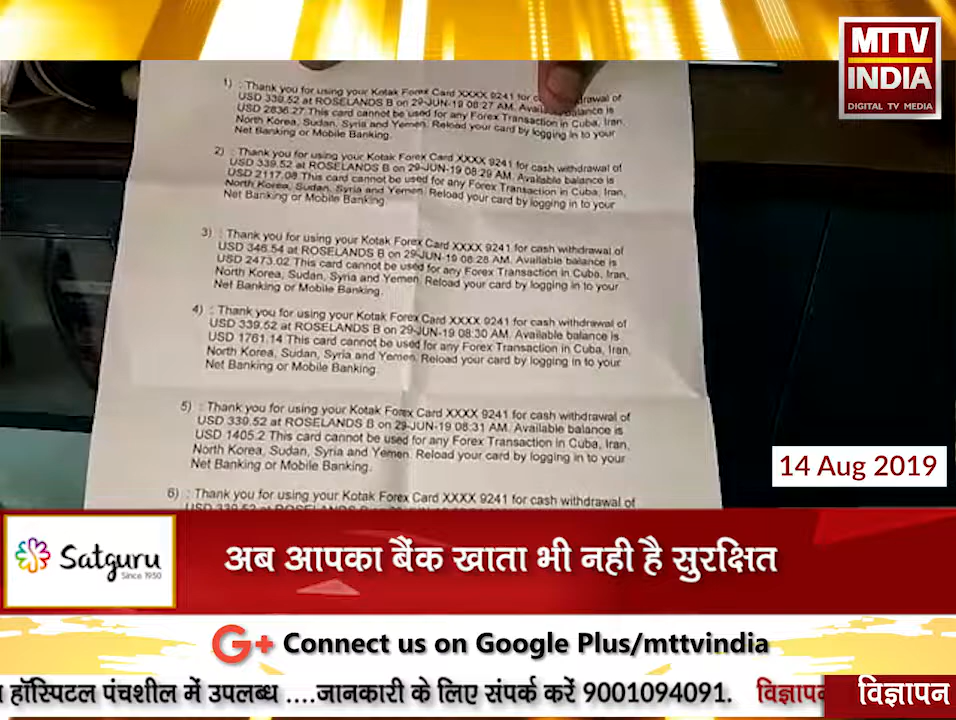 MTTV
INDIA
DIGITAL TV MEDIA
1) : Thank you for using your Kotak Forex Card XXXX 9241 for
USD 339.52 at ROSELANDS B on 29-JUN-19 08:27 AM.
USD 2836.27 This card cannot be used for any Forex Transaction in Cuba, Iran,
North Korea, Sudan, Syria and Yemen. Reload your card by logging in to your
Net Banking or Mobile Banking.
2) : Thank you for using your Kotak Forex Card XXXX 9241 for cash withdrawal of
USD 339.52 at ROSELANDS B on 29-JUN-19 08:29 AM. Available balance is
USD 2117.08 This card cannot be used for any Forex Transaction in Cuba, Iran,
North Korea, Sudan, Syria and Yemen. Reload your card by logging in to your
Net Banking or Mobile Banking.
3) : Thank you for using your Kotak Forex Card XXXX 9241 for cash withdrawal of
USD 346.54 at ROSELANDS B on 29-JUN-19 08:28 AM. Available balance is
USD 2473.02 This card cannot be used for any Forex Transaction in Cuba, Iran,
North Korea, Sudan, Syria and Yemen. Reload your card by logging in to your
Net Banking or Mobile Banking.
4) : Thank you for using your Kotak Forex Card XXXX 9241 for cash withdrawal of
USD 339.52 at ROSELANDS B on 29-JUN-19 08:30 AM. Available balance is
USD 1761.14 This card cannot be used for any Forex Transaction in Cuba, Iran,
North Korea, Sudan, Syria and Yemen. Reload your card by logging in to your
Net Banking or Mobile Banking.
5) : Thank you for using your Kotak Forex Card XXXX 9241 for cash withdrawal of
USD 339.52 at ROSELANDS B on 29-JUN-19 08:31 AM. Available balance is
USD 1405.2 This card cannot be used for any Forex Transaction in Cuba, Iran,
North Korea, Sudan, Syria and Yemen. Reload your card by logging in to your
Net Banking or Mobile Banking.
6) : Thank you for using your Kotak Forex Card XXXX 9241 for cash withdrawal of
14 Aug 2019
Satguru
Since 1950
अब आपका बैंक खाता भी नही है सुरक्षित
G+ Connect us on Google Plus/mttvindia
हॉस्पिटल पंचशील में उपलब्ध ....जानकारी के लिए संपर्क करें 9001094091.
विज्ञापन